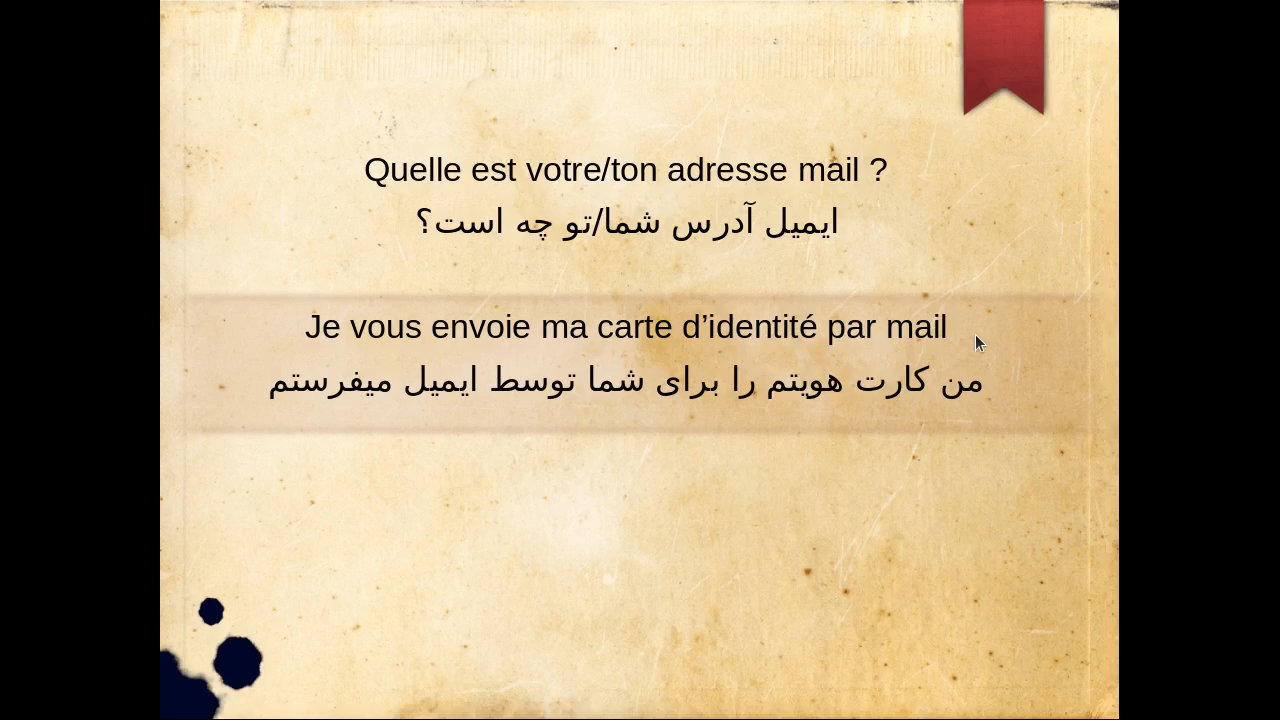 Quelle est votre/ton adresse mail ?
ایمیل آدرس شما/تو چه است؟
Je vous envoie ma carte d’identité par mail
من کارت هویتم را برای شما توسط ایمیل میفرستم